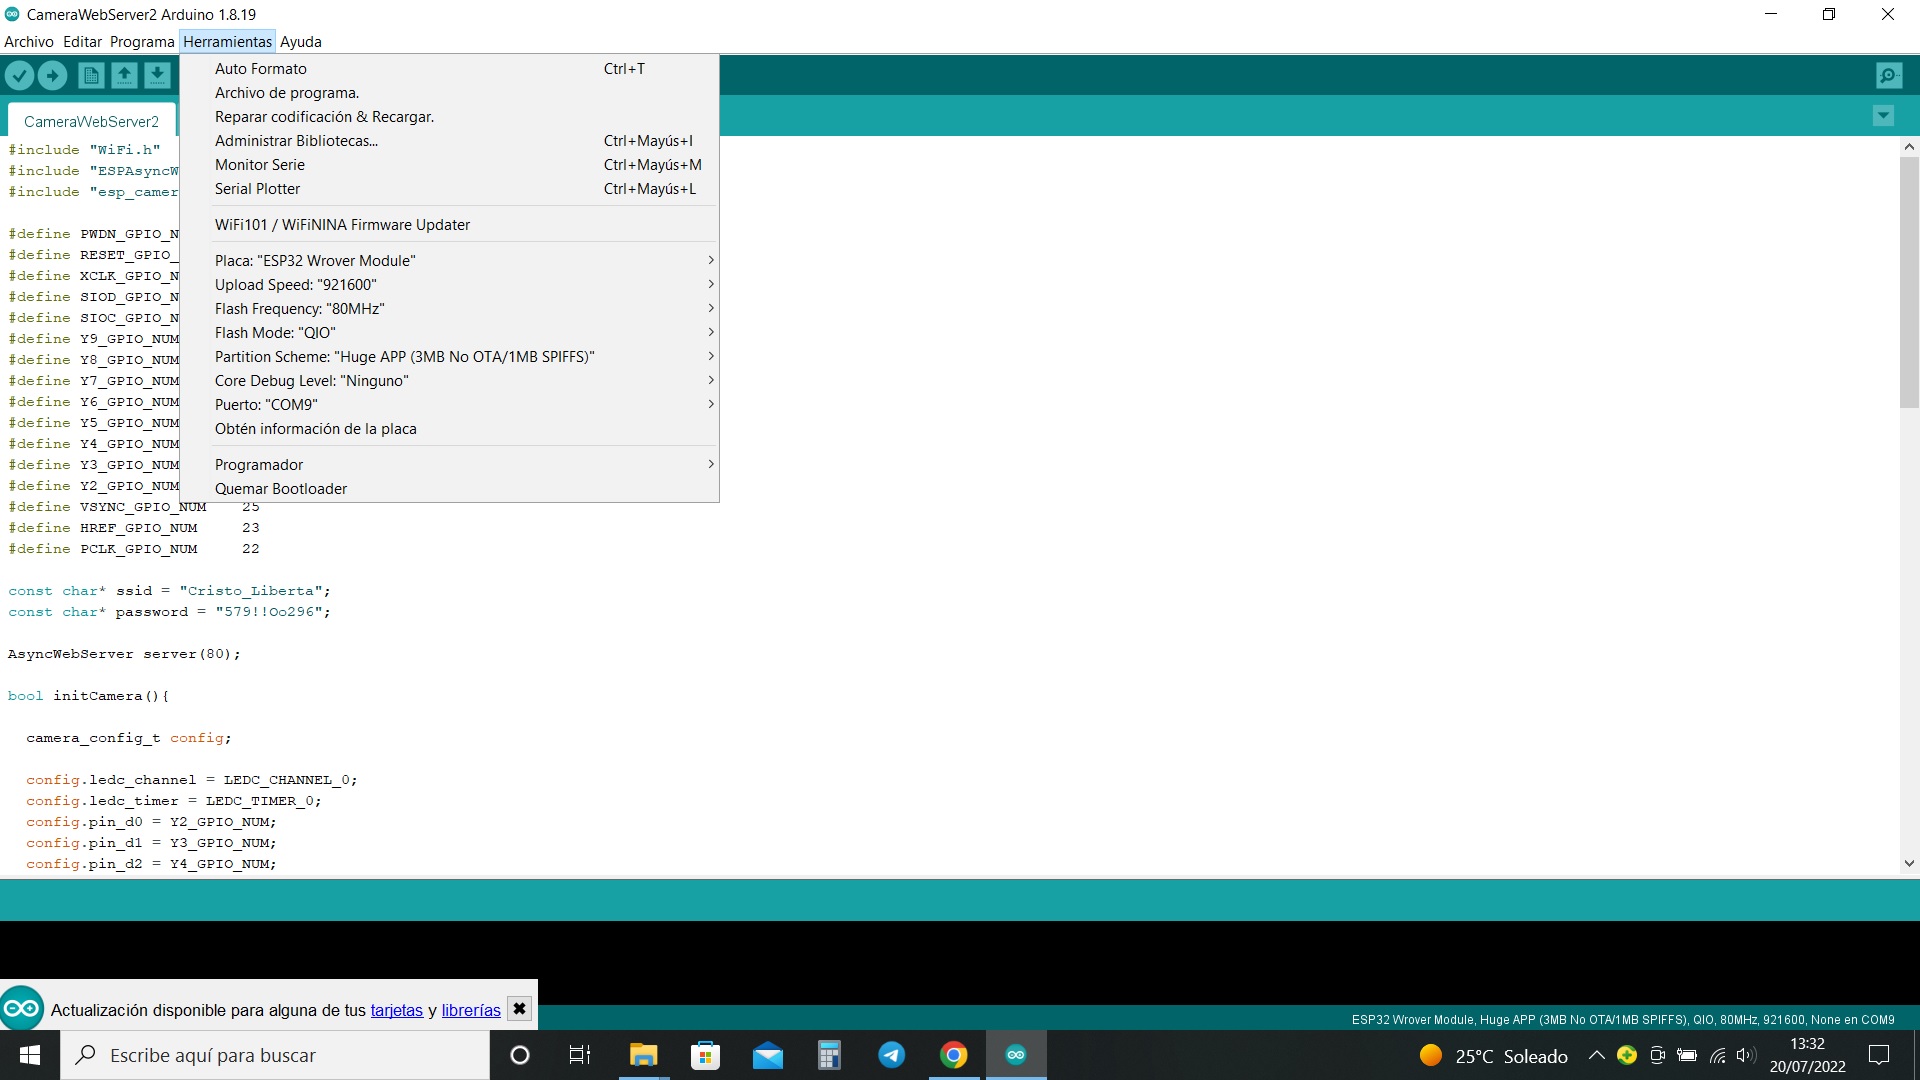 CameraWebServer2 Arduino 1.8.19
Archivo Editar Programa Herramientas Ayuda
CameraWebServer2
Auto Formato Ctrl+T
Archivo de programa.
Reparar codificación & Recargar.
Administrar Bibliotecas... Ctrl+Mayús+I
Monitor Serie Ctrl+Mayús+M
Serial Plotter Ctrl+Mayús+L
WiFi101 / WiFiNINA Firmware Updater
Placa: "ESP32 Wrover Module"
Upload Speed: "921600"
Flash Frequency: "80MHz"
Flash Mode: "QIO"
Partition Scheme: "Huge APP (3MB No OTA/1MB SPIFFS)"
Core Debug Level: "Ninguno"
Puerto: "COM9"
Obtén información de la placa
Programador
Quemar Bootloader
#include "WiFi.h"
#include "ESPAsyncW
#include "esp_camer
#define PWDN_GPIO_N
#define RESET_GPIO_
#define XCLK_GPIO_N
#define SIOD_GPIO_N
#define SIOC_GPIO_N
#define Y9_GPIO_NUM
#define Y8_GPIO_NUM
#define Y7_GPIO_NUM
#define Y6_GPIO_NUM
#define Y5_GPIO_NUM
#define Y4_GPIO_NUM
#define Y3_GPIO_NUM
#define Y2_GPIO_NUM
#define VSYNC_GPIO_NUM 25
#define HREF_GPIO_NUM 23
#define PCLK_GPIO_NUM 22
const char* ssid = "Cristo_Liberta";
const char* password = "579!!Oo296";
AsyncWebServer server(80);
bool initCamera(){
camera_config_t config;
config.ledc_channel = LEDC_CHANNEL_0;
config.ledc_timer = LEDC_TIMER_0;
config.pin_d0 = Y2_GPIO_NUM;
config.pin_d1 = Y3_GPIO_NUM;
config.pin_d2 = Y4_GPIO_NUM;
Actualización disponible para alguna de tus tarjetas y librerías
ESP32 Wrover Module, Huge APP (3MB No OTA/1MB SPIFFS), QIO, 80MHz, 921600, None en COM9
Escribe aquí para buscar
25°C Soleado
13:32
20/07/2022